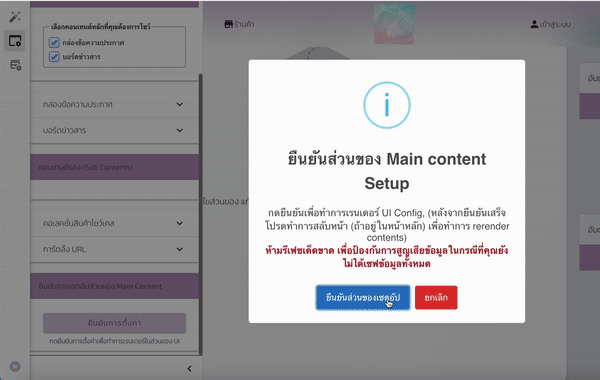 เลือกคอนเทนต์หลักที่คุณต้องการโชว์
กล่องข้อความประกาศ
บอร์ดข่าวสาร
กล่องข้อความประกาศ
บอร์ดข่าวสาร
คอนเทนต์รอง (Sub Contents)
คอเลคชั่นสินค้าโชว์เคส
การ์ดลิ้ง URL
ยืนยันการเซตอัปส่วนของ Main Content
ยืนยันการตั้งค่า
กดยืนยันการตั้งค่าเพื่อทำการเรนเดอร์ในส่วนของ UI
ร้านค้า
เข้าสู่ระบบ
ยืนยันส่วนของ Main content
Setup
กดยืนยันเพื่อทำการเรนเดอร์ UI Config, (หลังจากยืนยันเสร็จ
โปรดทำการสลับหน้า (ถ้าอยู่ในหน้าหลัก) เพื่อทำการ rerender
contents)
ห้ามรีเฟรชเด็ดขาด เพื่อป้องกันการสูญเสียข้อมูลในกรณีที่คุณยัง
ไม่ได้เซฟข้อมูลทั้งหมด
ยืนยันส่วนของเซตอัป
ยกเลิก